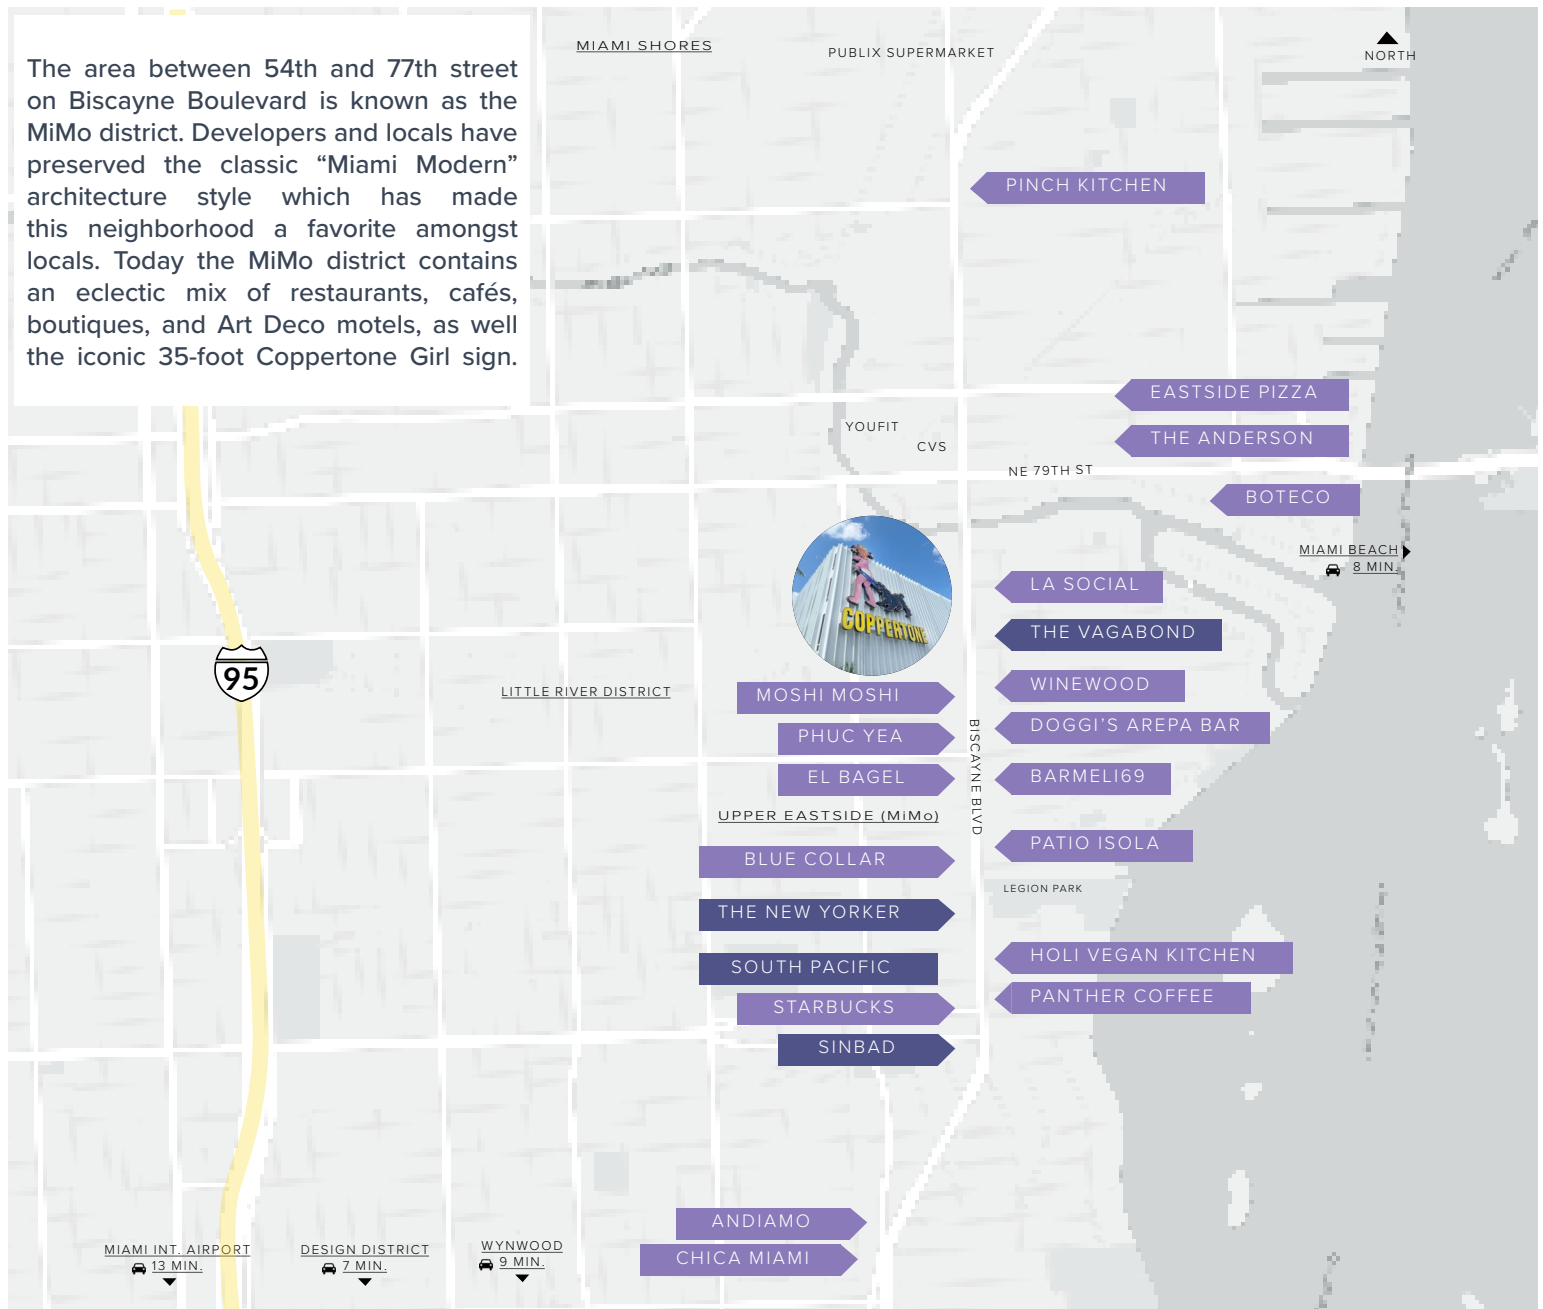 The area between 54th and 77th street
on Biscayne Boulevard is known as the
MiMo district. Developers and locals have
preserved the classic “Miami Modern”
architecture style which has made
this neighborhood a favorite amongst
locals. Today the MiMo district contains
an eclectic mix of restaurants, cafés,
boutiques, and Art Deco motels, as well
the iconic 35-foot Coppertone Girl sign.
MIAMI SHORES
PUBLIX SUPERMARKET
NORTH
PINCH KITCHEN
EASTSIDE PIZZA
YOUFIT
THE ANDERSON
CVS
NE 79TH ST
BOTECO
MIAMI BEACH
8 MIN.
LA SOCIAL
COPPERTONE
THE VAGABOND
95
LITTLE RIVER DISTRICT
MOSHI MOSHI
WINEWOOD
PHUC YEA
BISCAYNE BLVD
DOGGI’S AREPA BAR
EL BAGEL
BARMELI69
UPPER EASTSIDE (MiMo)
PATIO ISOLA
BLUE COLLAR
LEGION PARK
THE NEW YORKER
HOLI VEGAN KITCHEN
SOUTH PACIFIC
PANTHER COFFEE
STARBUCKS
SINBAD
ANDIAMO
CHICA MIAMI
MIAMI INT. AIRPORT
13 MIN.
DESIGN DISTRICT
7 MIN.
WYNWOOD
9 MIN.